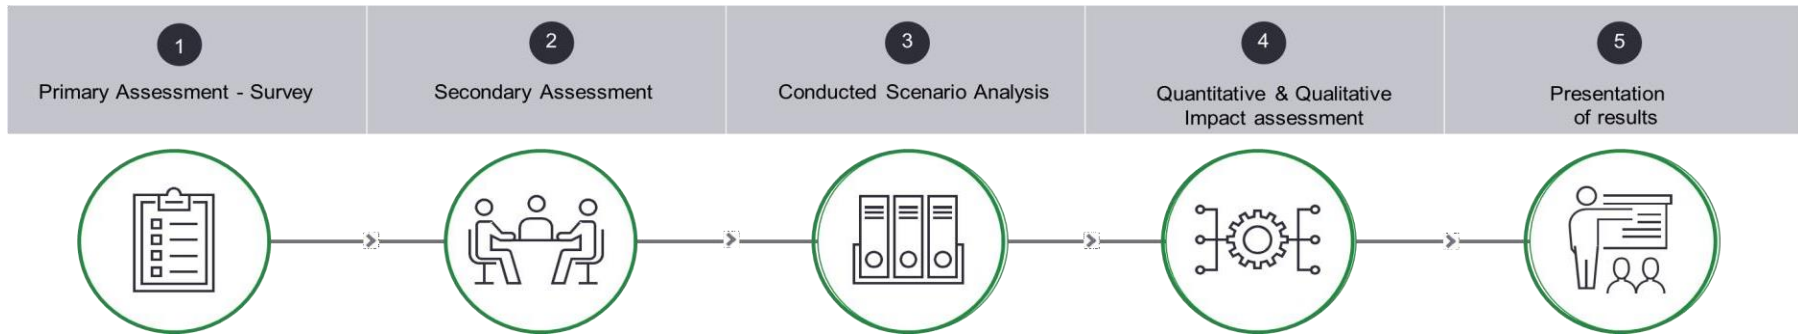 1
Primary Assessment - Survey
2
Secondary Assessment
3
Conducted Scenario Analysis
4
Quantitative & Qualitative
Impact assessment
5
Presentation
of results